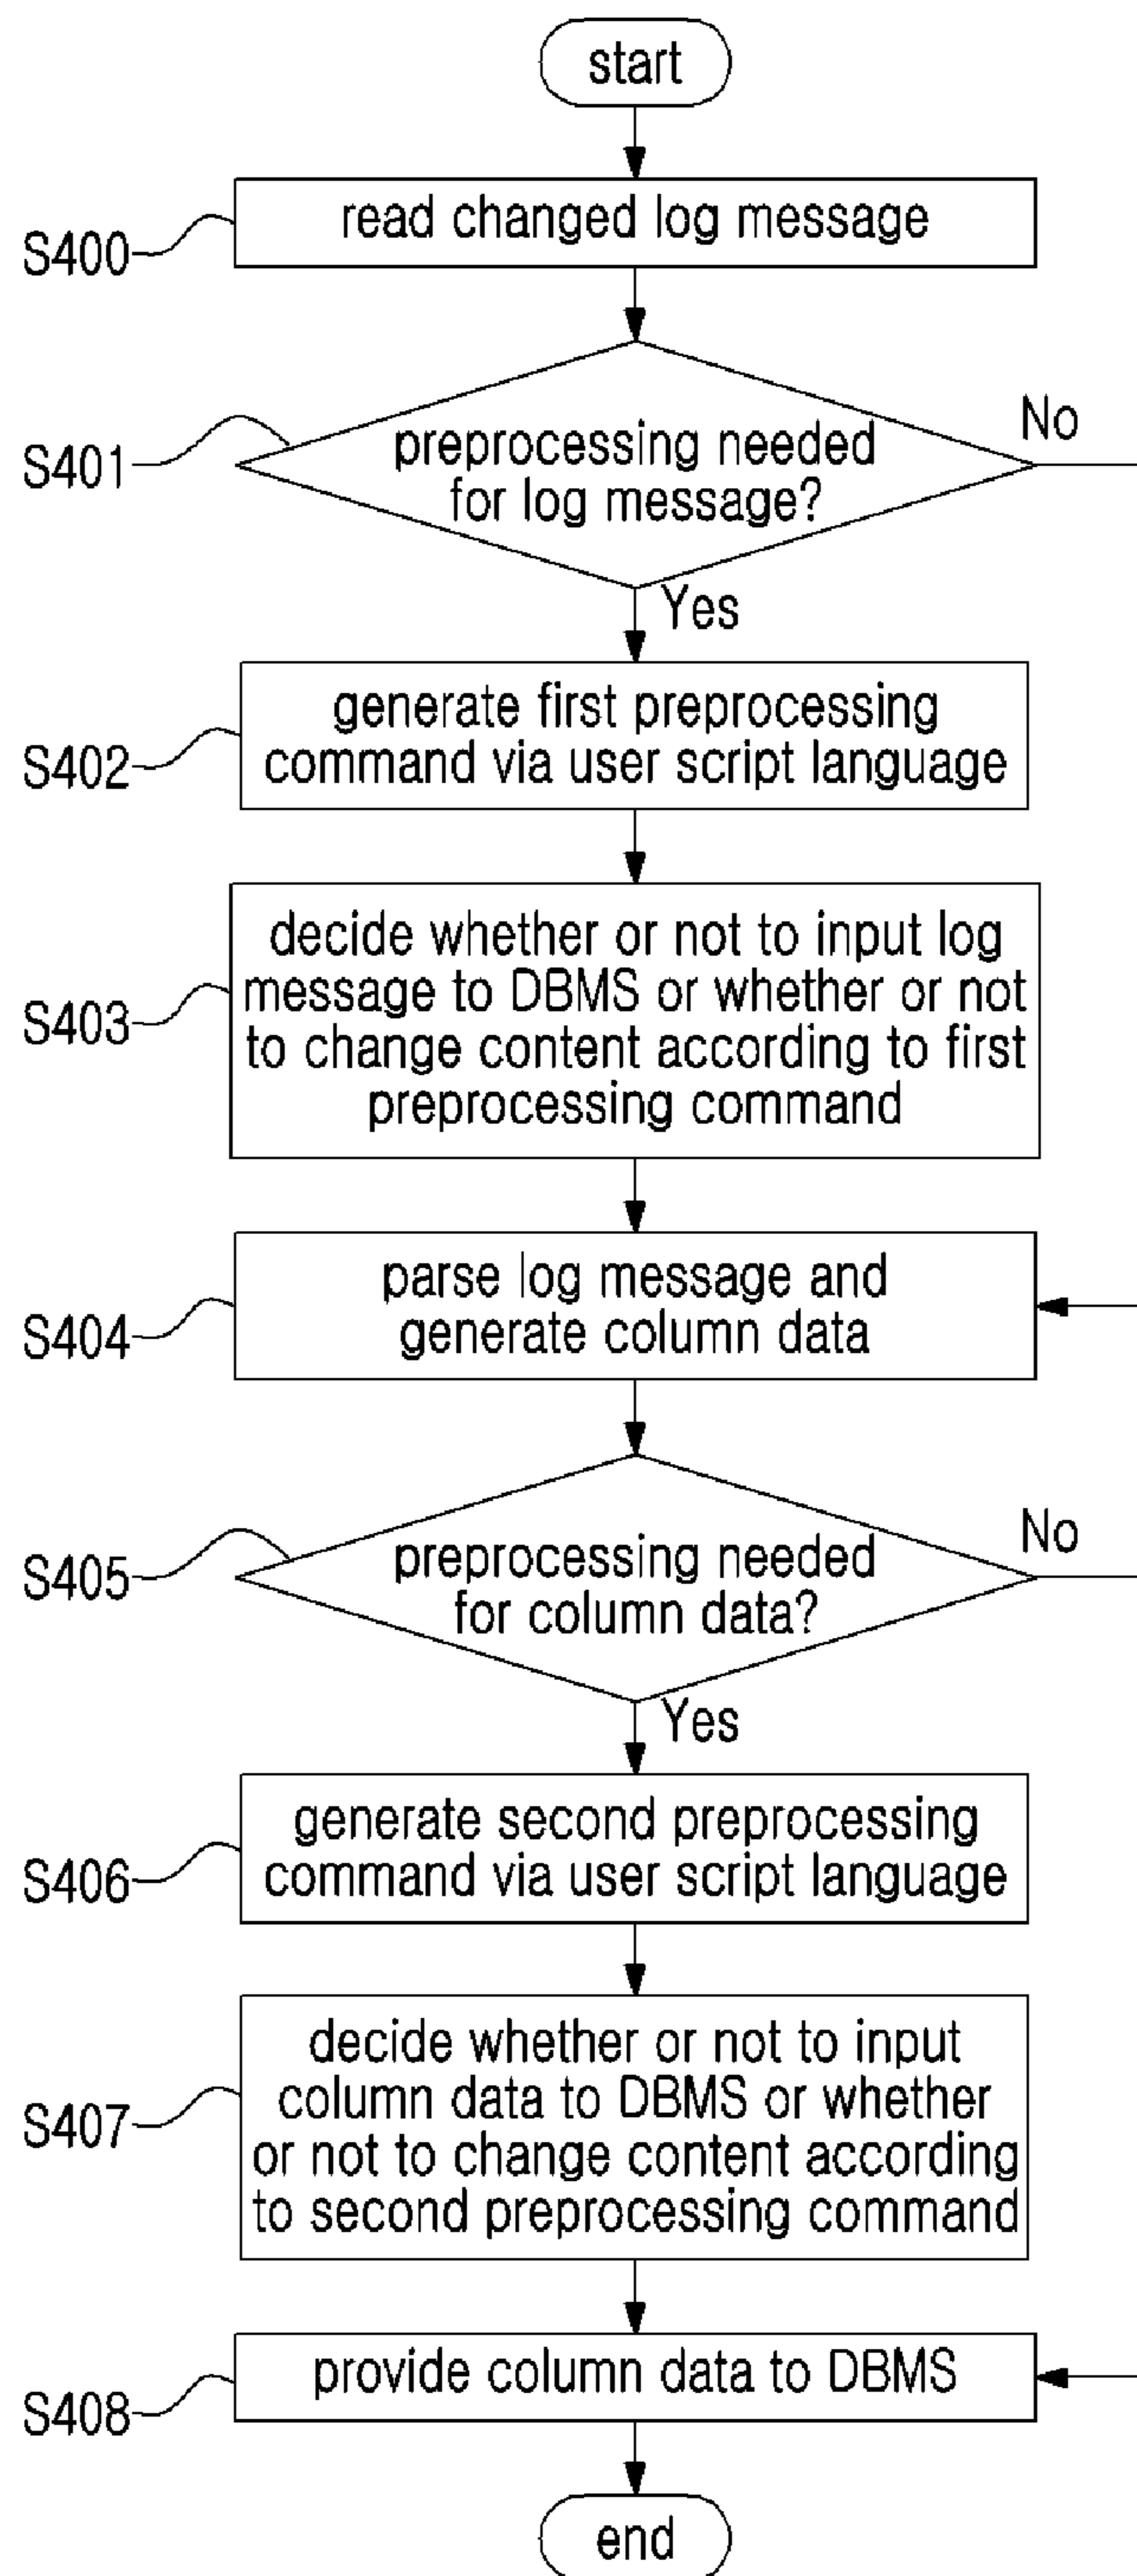 start
S400
read changed log message
S401
preprocessing needed
for log message?
No
Yes
S402
generate first preprocessing
command via user script language
S403
decide whether or not to input log
message to DBMS or whether or not
to change content according to first
preprocessing command
S404
parse log message and
generate column data
S405
preprocessing needed
for column data?
No
Yes
S406
generate second preprocessing
command via user script language
S407
decide whether or not to input
column data to DBMS or whether
or not to change content according
to second preprocessing command
S408
provide column data to DBMS
end